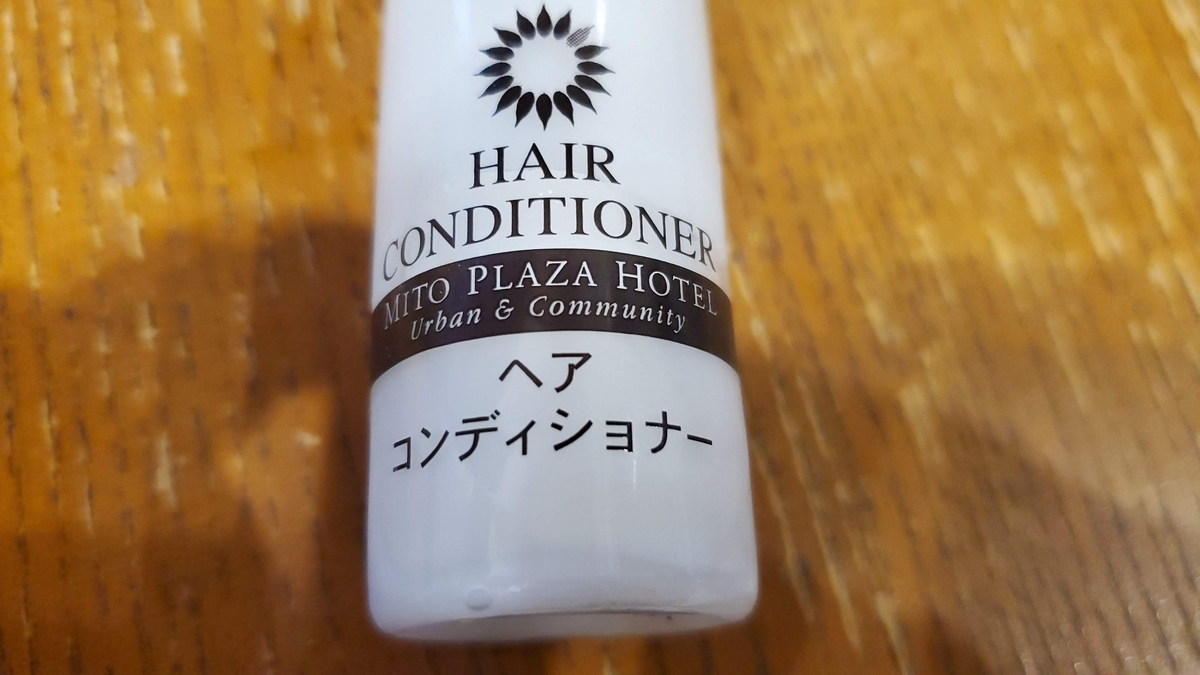 HAIR
CONDITIONER
MITO PLAZA HOTEL
Urban & Community
ヘア
コンディショナー